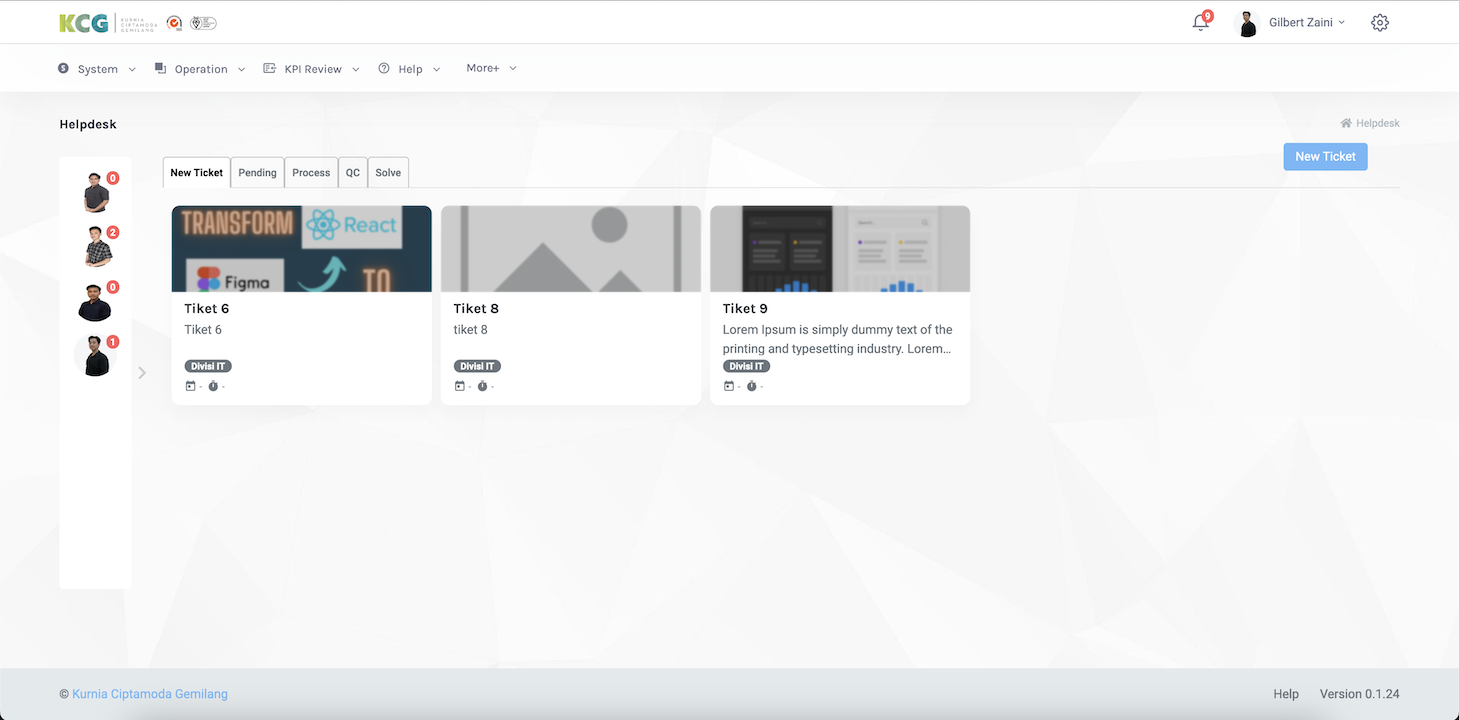 KCG KURNIA CIPTAMODA GEMILANG
9
Gilbert Zaini
System Operation KPI Review Help More+
Helpdesk
Helpdesk
New Ticket
0
2
0
1
New Ticket Pending Process QC Solve
TRANSFORM React
Figma TO
Tiket 6
Tiket 6
Divisi IT
- -
Tiket 8
tiket 8
Divisi IT
- -
Tiket 9
Lorem Ipsum is simply dummy text of the
printing and typesetting industry. Lorem...
Divisi IT
- -
© Kurnia Ciptamoda Gemilang
Help Version 0.1.24